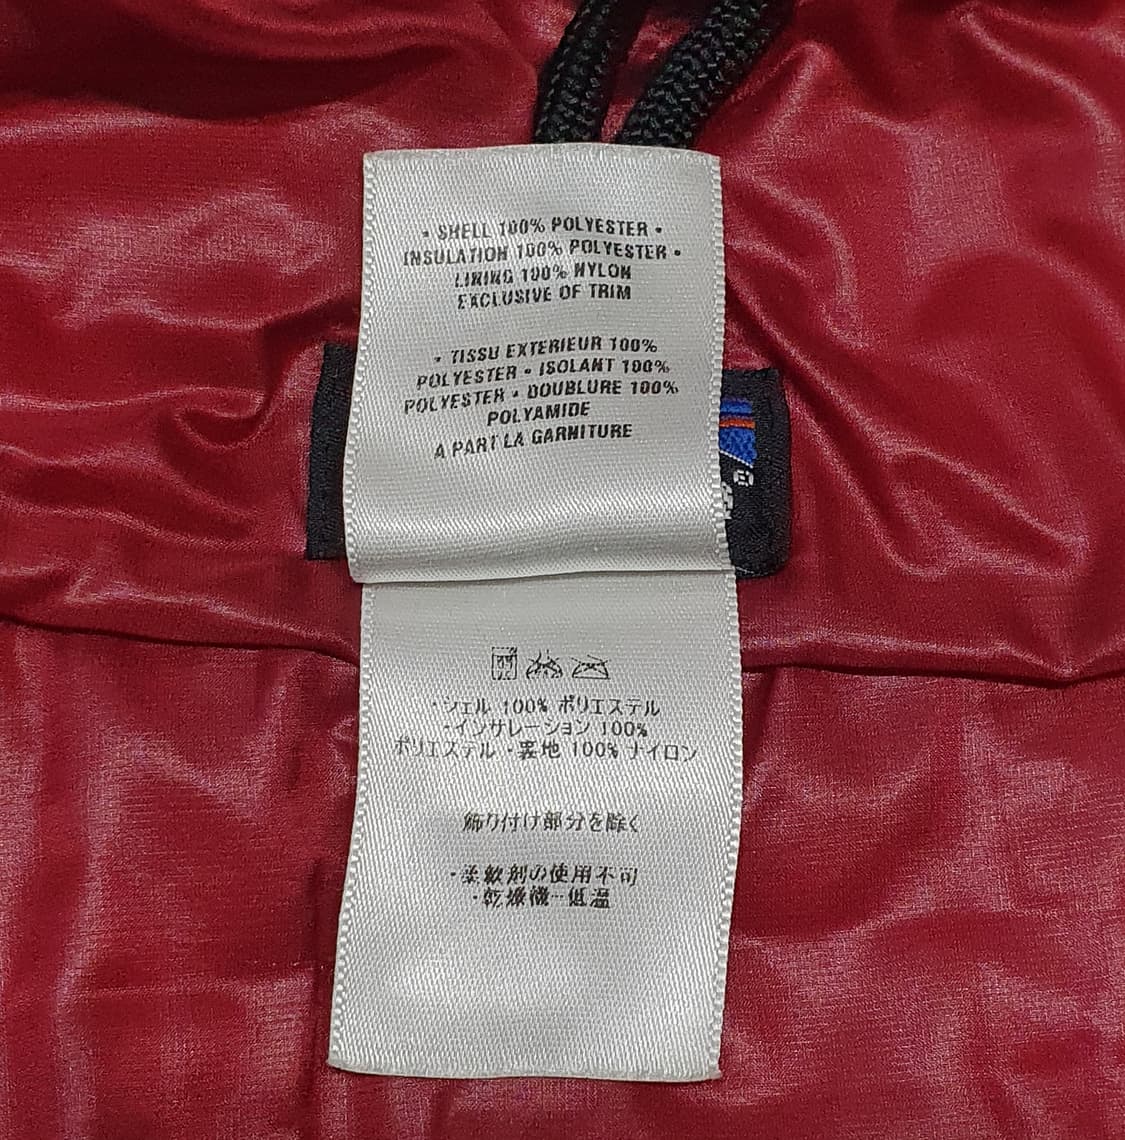 • SHELL 100% POLYESTER •
INSULATION 100% POLYESTER •
LINING 100% NYLON
EXCLUSIVE OF TRIM
• TISSU EXTERIEUR 100%
POLYESTER • ISOLANT 100%
POLYESTER • DOUBLURE 100%
POLYAMIDE
A PART LA GARNITURE
®
・シェル 100% ポリエステル
・インサレーション 100%
ポリエステル・裏地 100% ナイロン
飾り付け部分を除く
・柔軟剤の使用不可
・乾燥機--低温